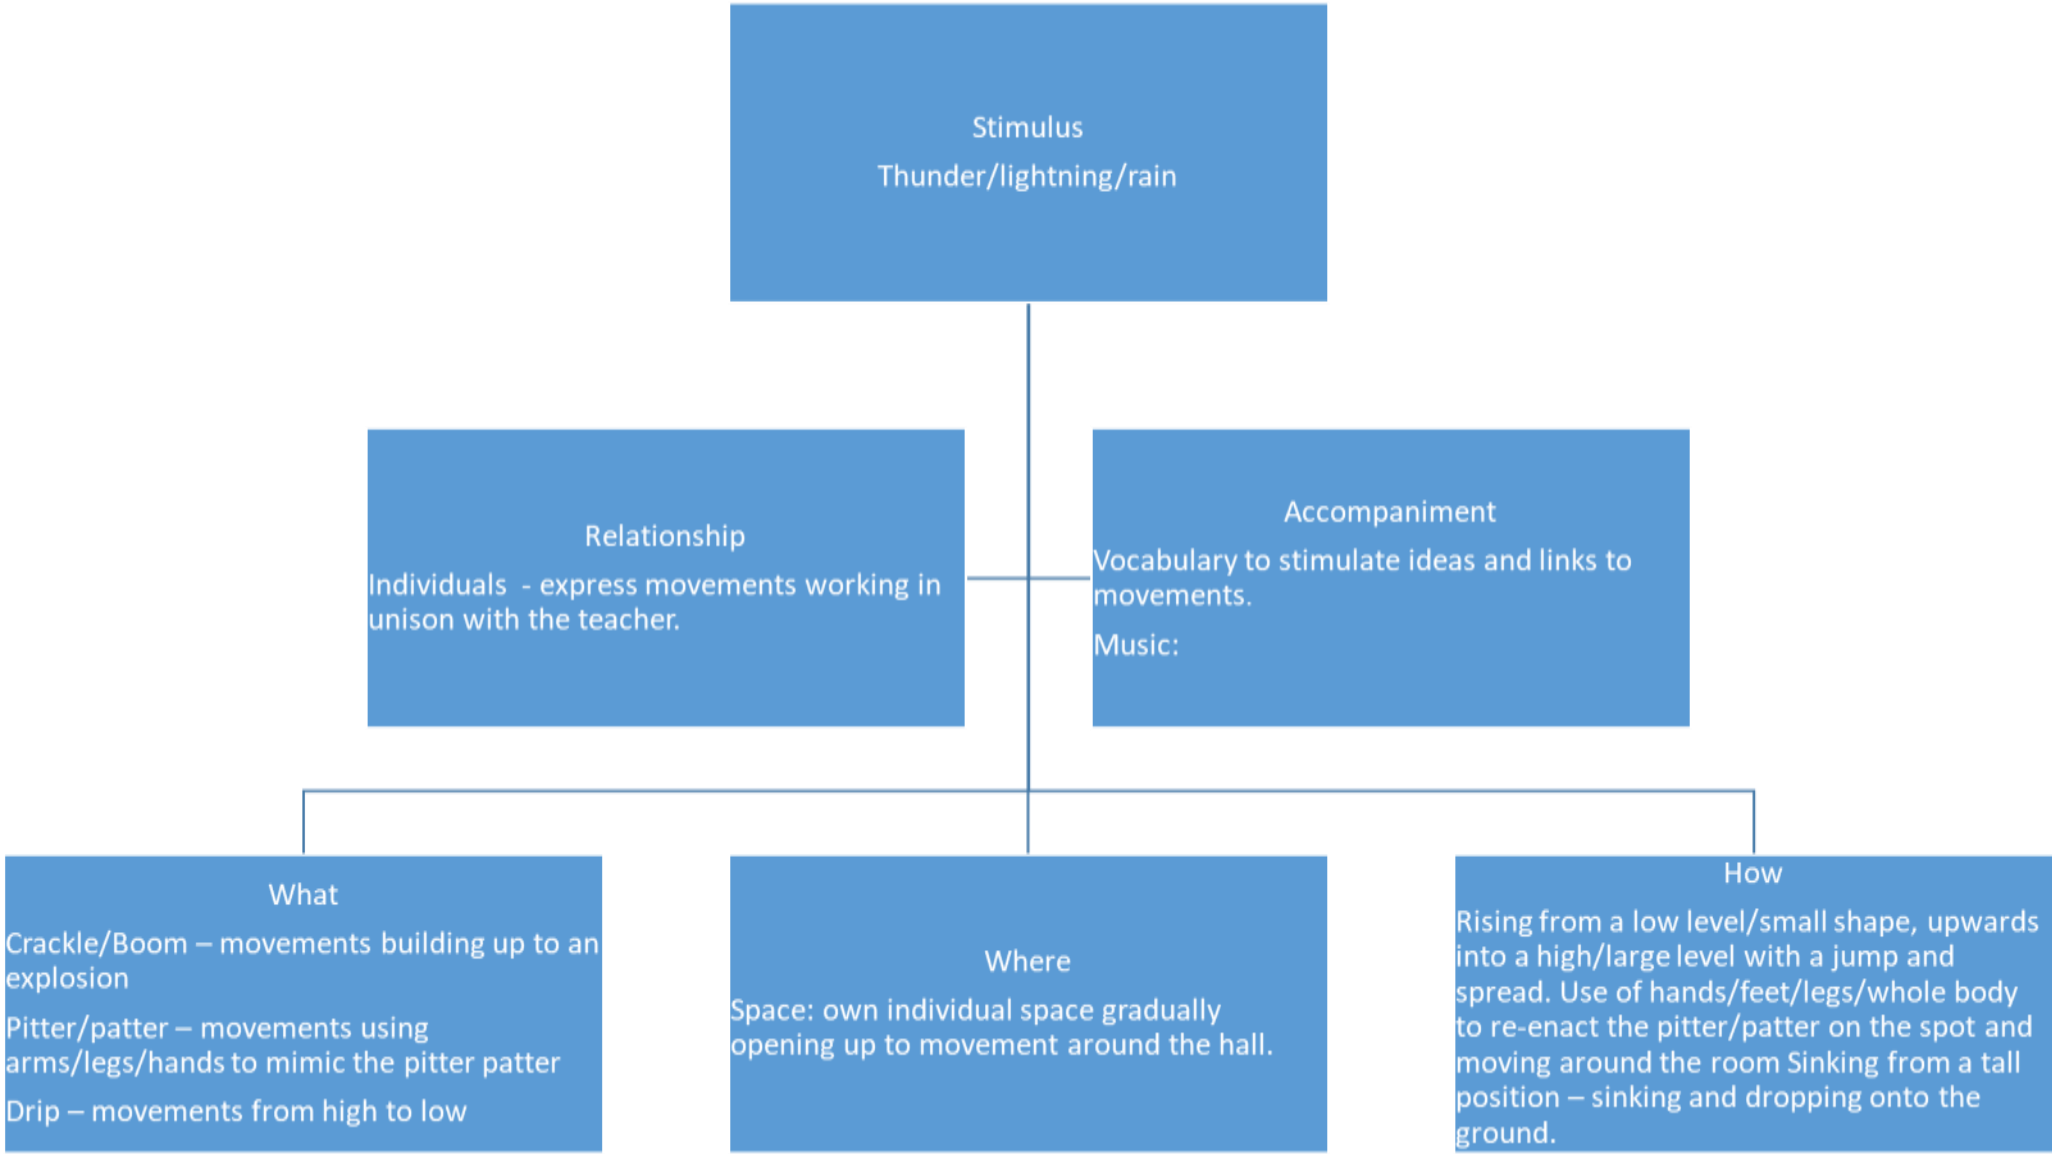 Stimulus
Thunder/lightning/rain
Relationship
Individuals  - express movements working in
unison with the teacher.
Accompaniment
Vocabulary to stimulate ideas and links to
movements.
Music:
What
Crackle/Boom – movements building up to an
explosion
Pitter/patter – movements using
arms/legs/hands to mimic the pitter patter
Drip – movements from high to low
Where
Space: own individual space gradually
opening up to movement around the hall.
How
Rising from a low level/small shape, upwards
into a high/large level with a jump and
spread. Use of hands/feet/legs/whole body
to re-enact the pitter/patter on the spot and
moving around the room Sinking from a tall
position – sinking and dropping onto the
ground.